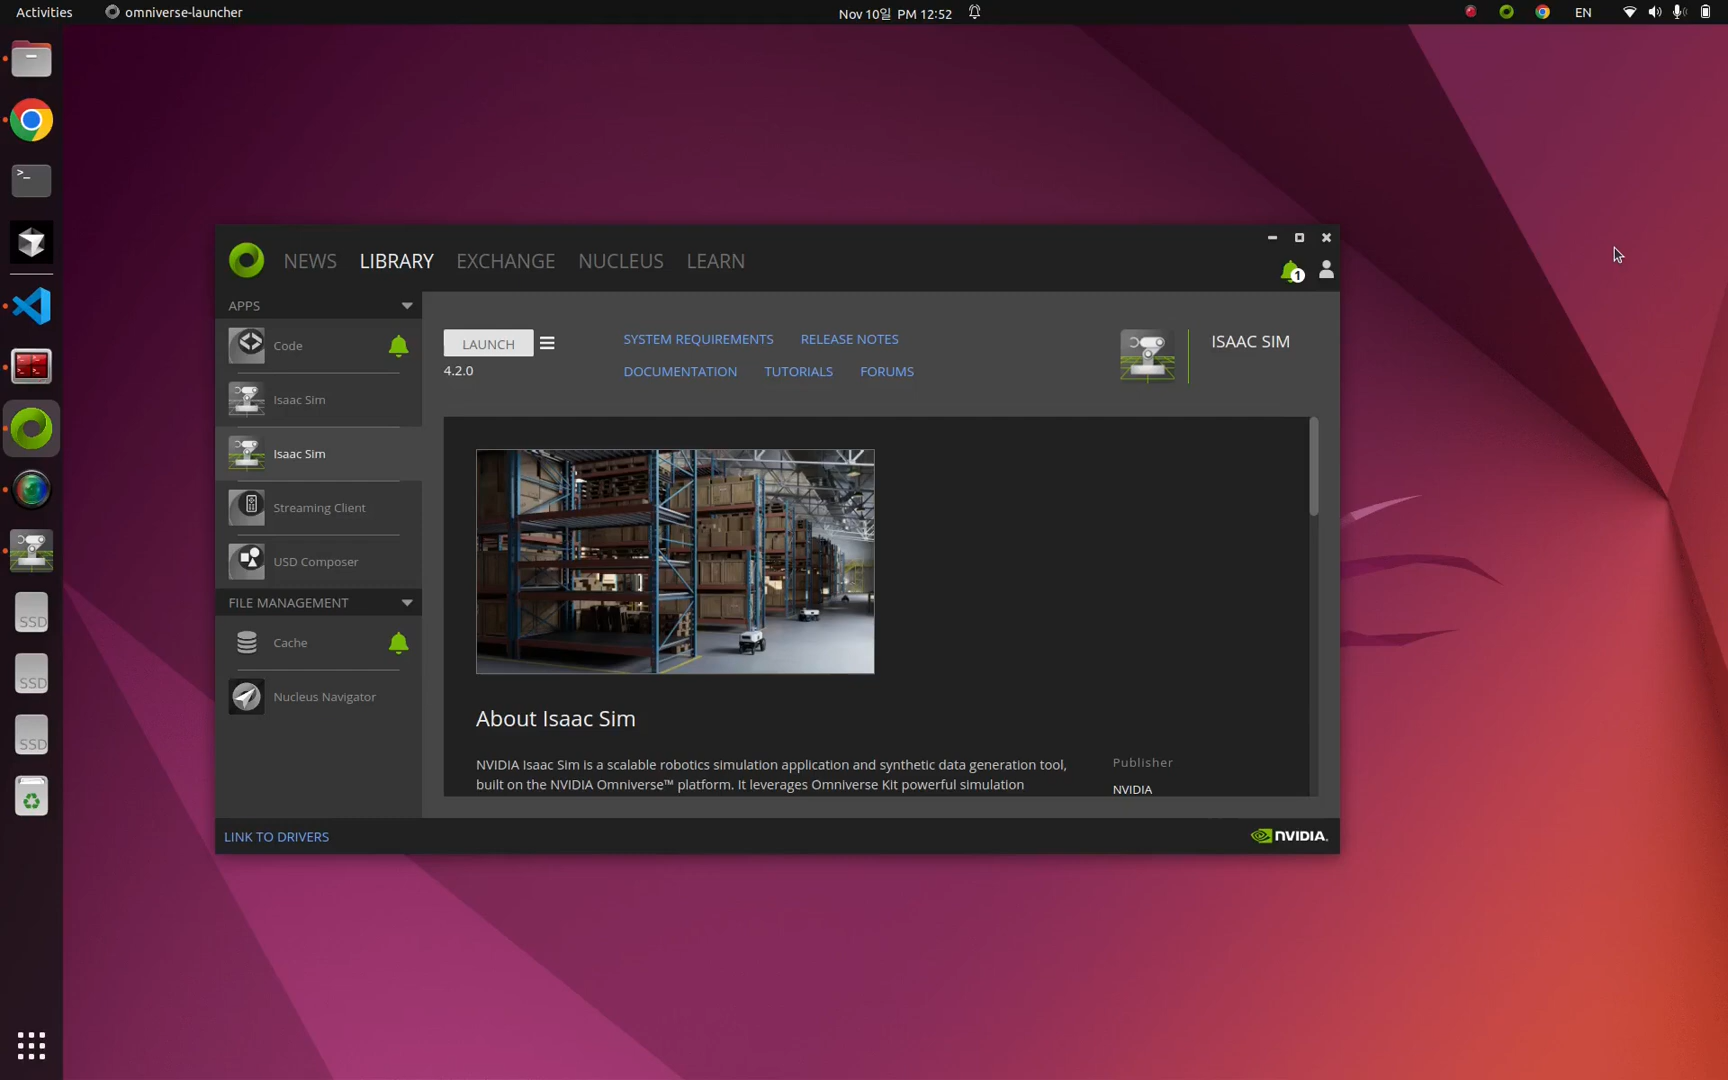 Activities
omniverse-launcher
Nov 10일 PM 12:52
EN
NEWS
LIBRARY
EXCHANGE
NUCLEUS
LEARN
1
APPS
Code
Isaac Sim
Isaac Sim
Streaming Client
USD Composer
FILE MANAGEMENT
Cache
Nucleus Navigator
LAUNCH
4.2.0
SYSTEM REQUIREMENTS
RELEASE NOTES
DOCUMENTATION
TUTORIALS
FORUMS
ISAAC SIM
About Isaac Sim
NVIDIA Isaac Sim is a scalable robotics simulation application and synthetic data generation tool,
built on the NVIDIA Omniverse™ platform. It leverages Omniverse Kit powerful simulation
Publisher
NVIDIA
LINK TO DRIVERS
NVIDIA.
>_
SSD
SSD
SSD